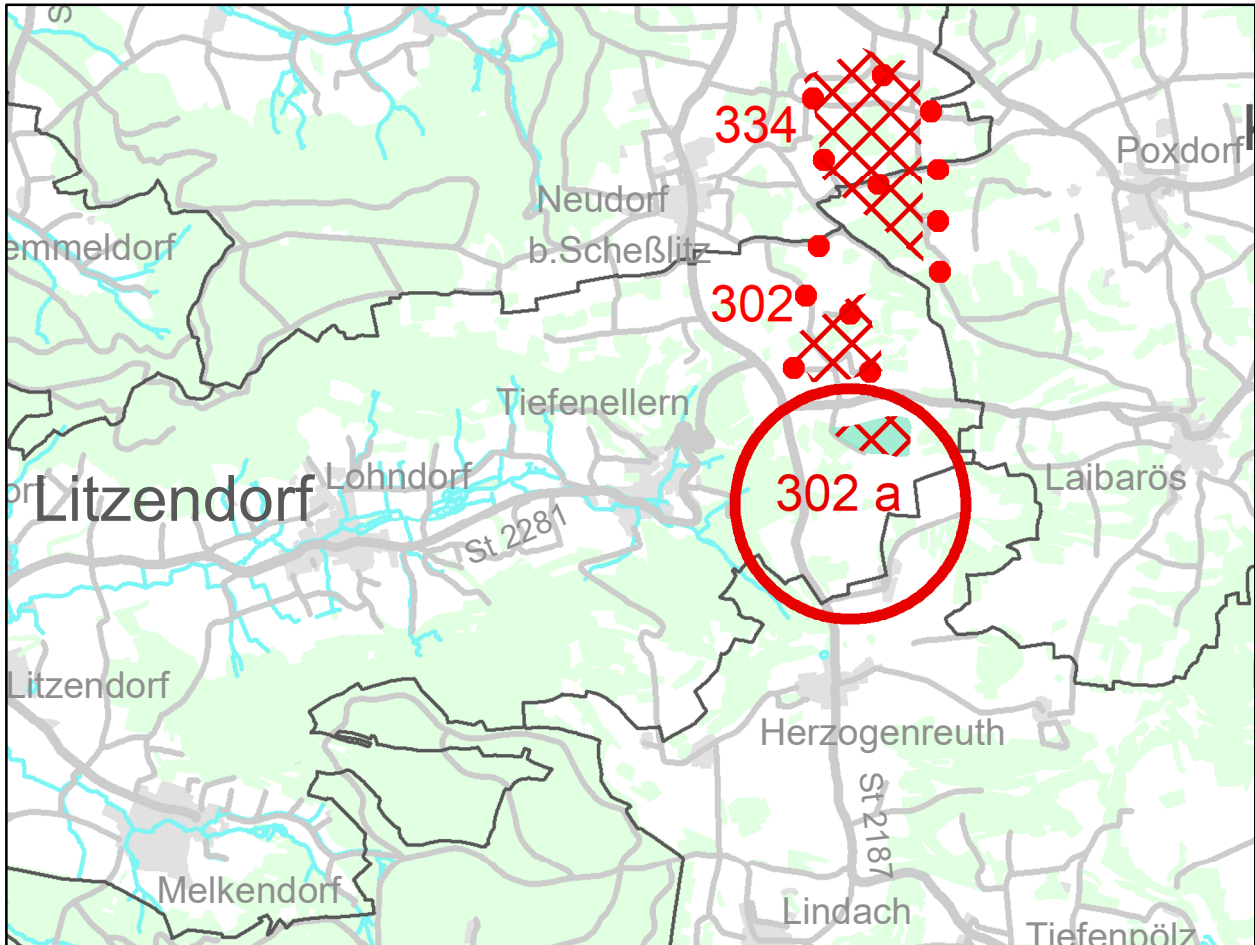 334
Poxdorf
Neudorf
b.Scheßlitz
emmeldorf
302
Tiefenellern
Lohndorf
Litzendorf
302 a
Laibarös
St 2281
Litzendorf
Herzogenreuth
St 2187
Melkendorf
Lindach
Tiefenpölz